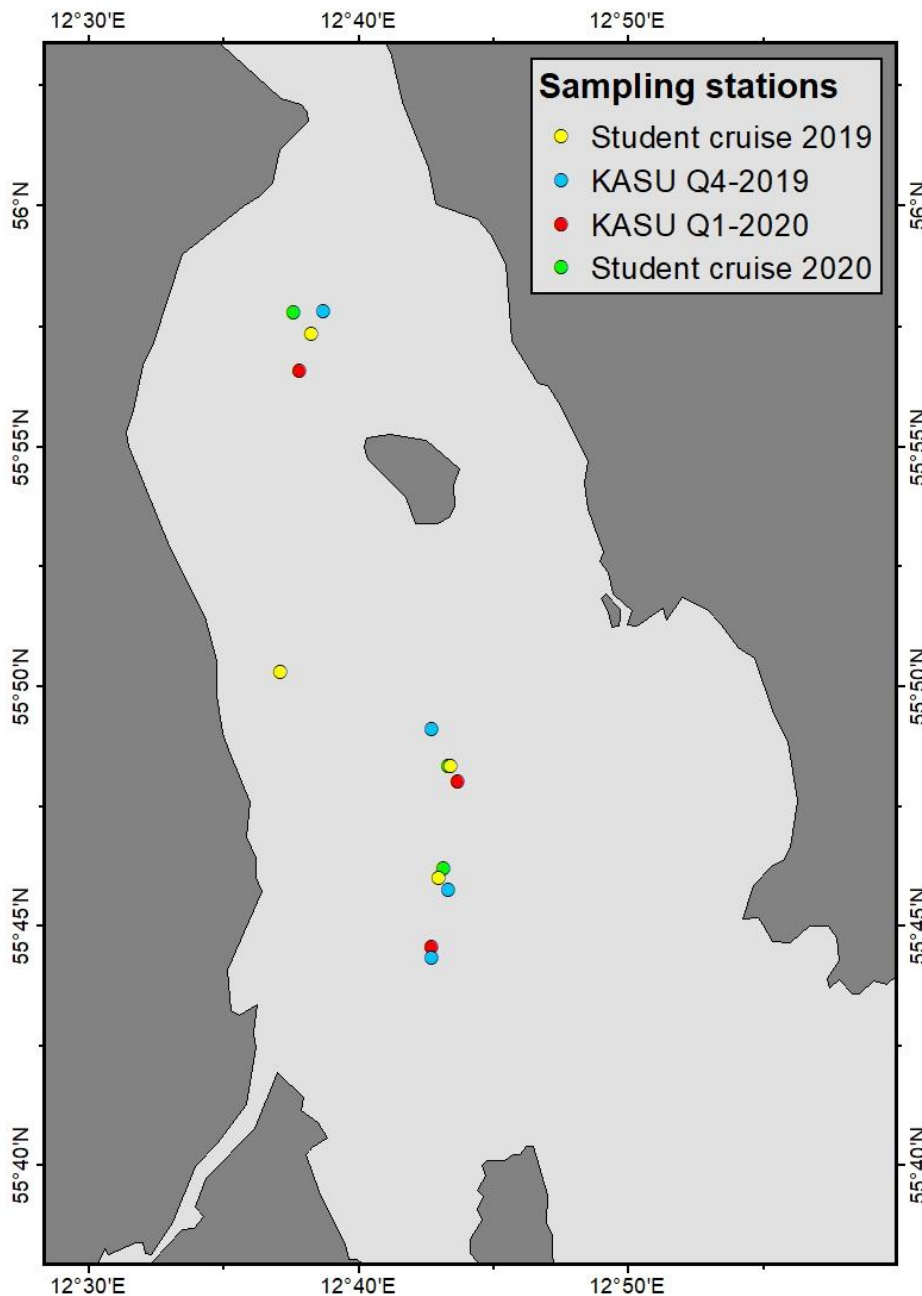 12°30'E 12°40'E 12°50'E
Sampling stations
Student cruise 2019
KASU Q4-2019
KASU Q1-2020
Student cruise 2020
56°N 56°N
55°55'N 55°55'N
55°50'N 55°50'N
55°45'N 55°45'N
55°40'N 55°40'N
12°30'E 12°40'E 12°50'E